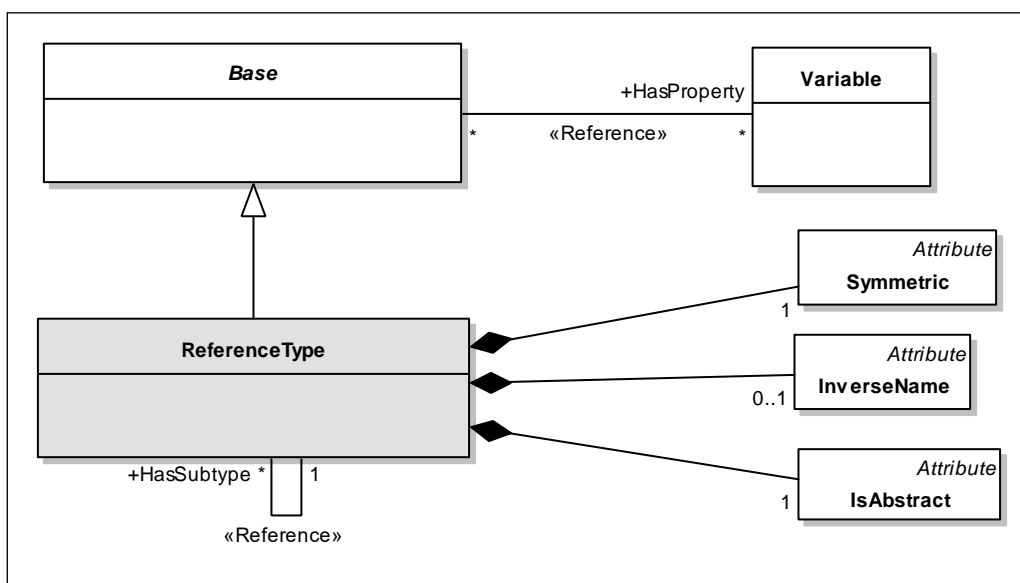 Base
Variable
+HasProperty
* «Reference» *
Attribute
Symmetric
1
ReferenceType
Attribute
InverseName
0..1
+HasSubtype * 1
Attribute
IsAbstract
1
«Reference»